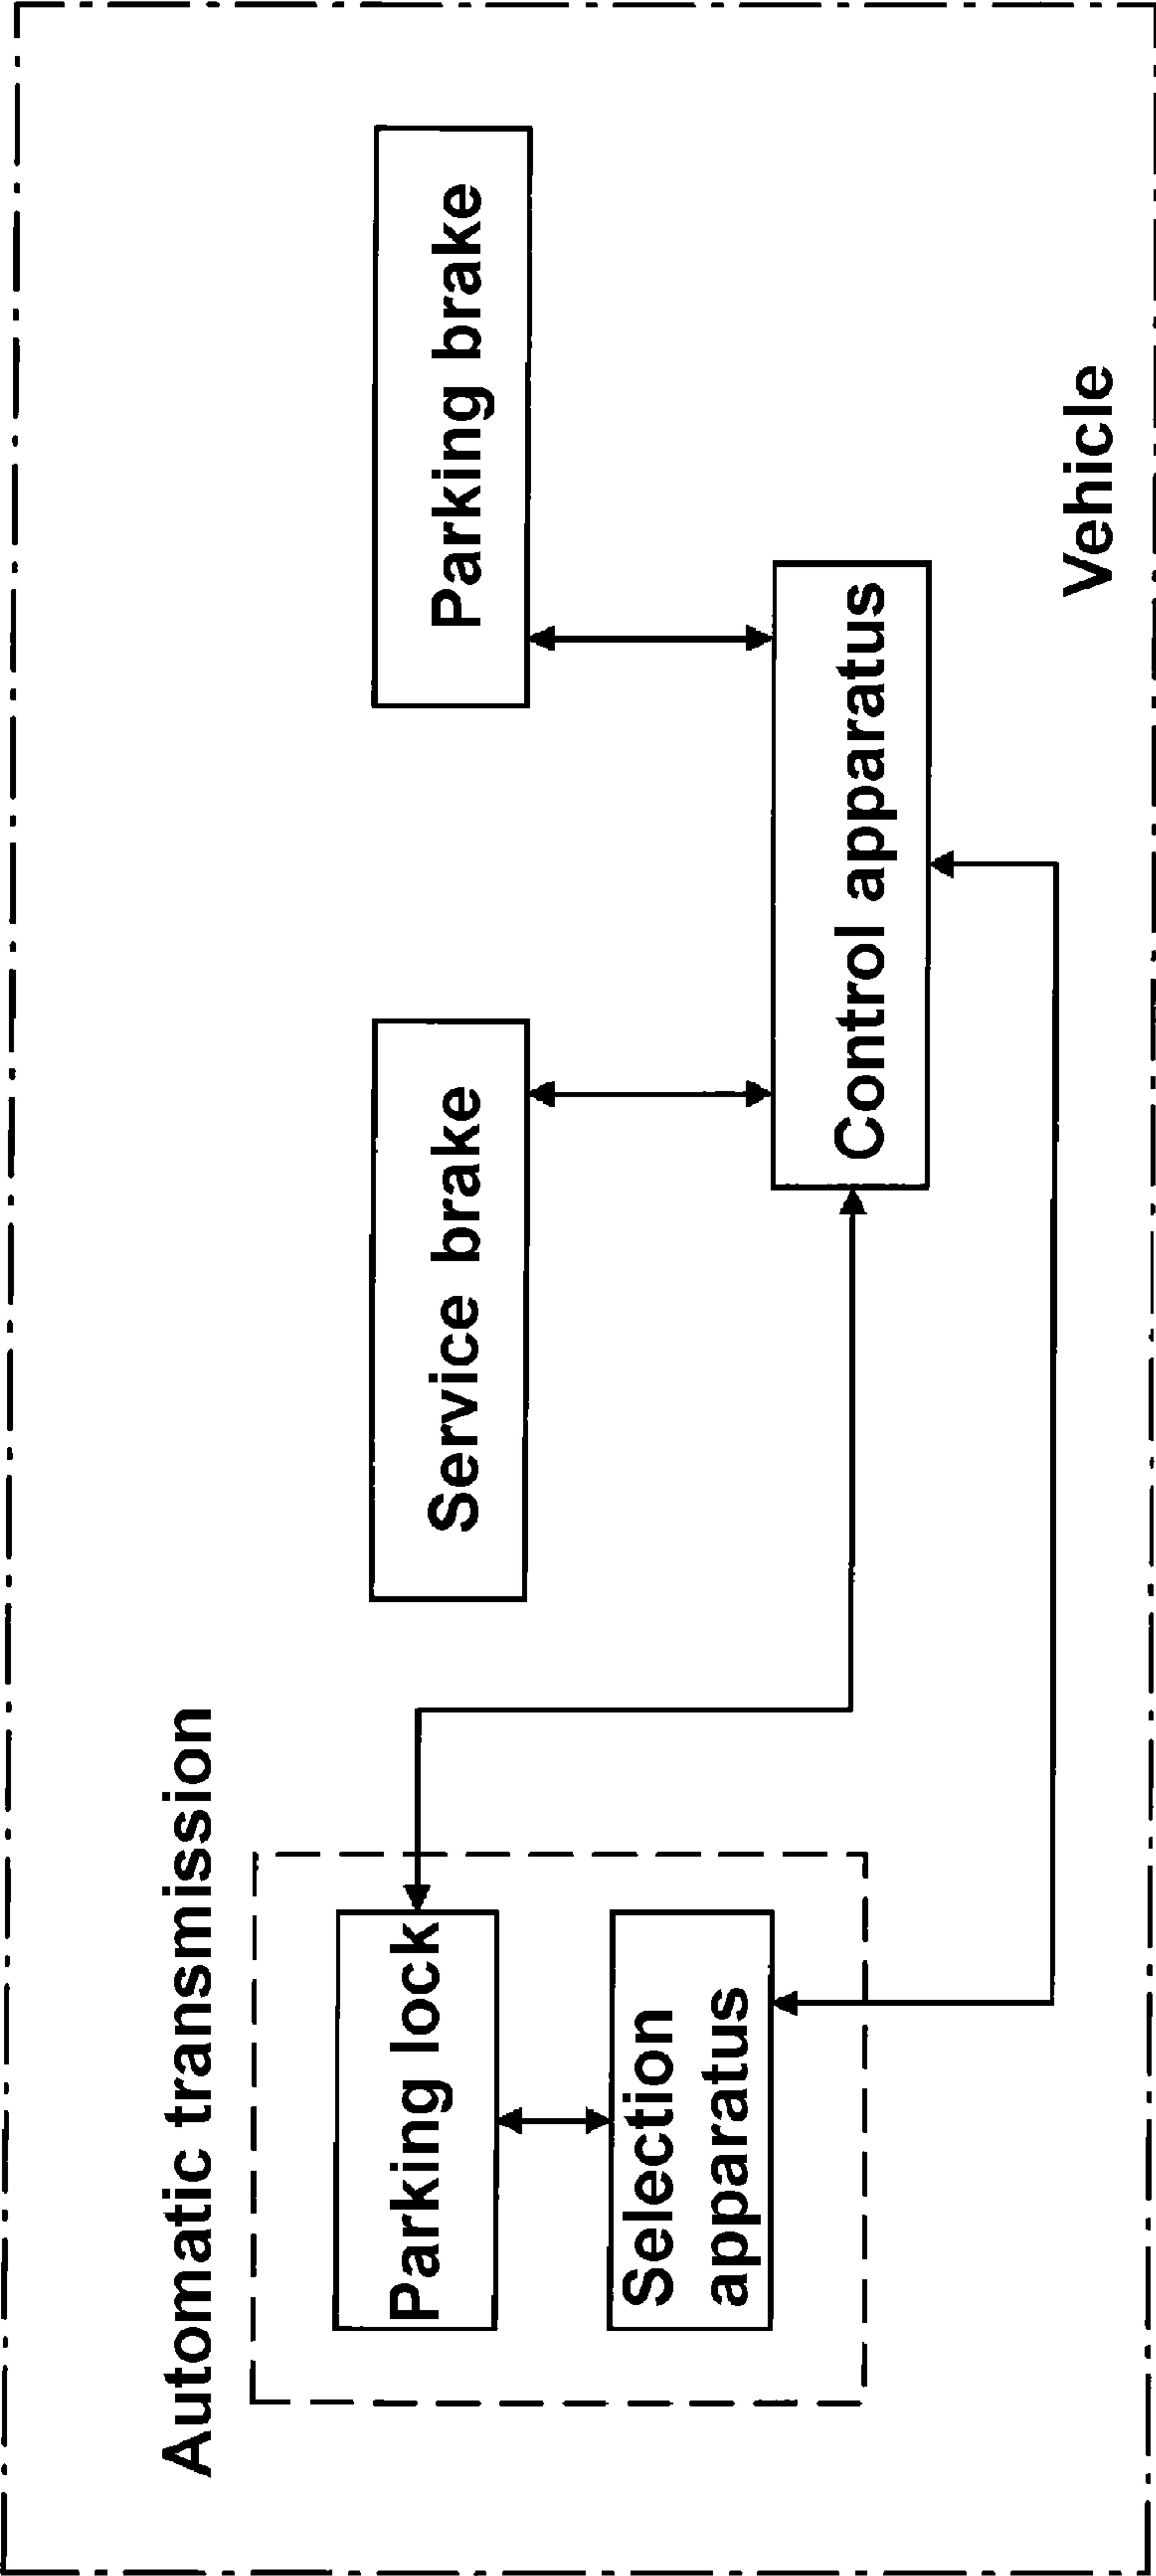 Automatic transmission
Parking lock
Service brake
Parking brake
Selection
apparatus
Control apparatus
Vehicle